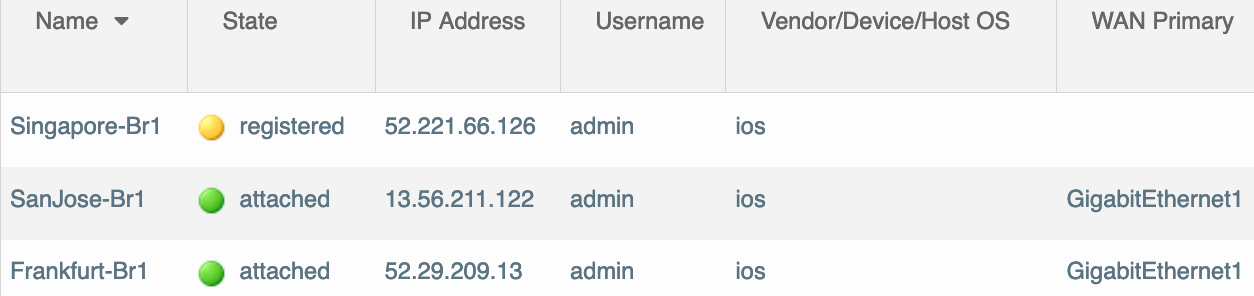 Name State IP Address Username Vendor/Device/Host OS WAN Primary
Singapore-Br1 registered 52.221.66.126 admin ios
SanJose-Br1 attached 13.56.211.122 admin ios GigabitEthernet1
Frankfurt-Br1 attached 52.29.209.13 admin ios GigabitEthernet1